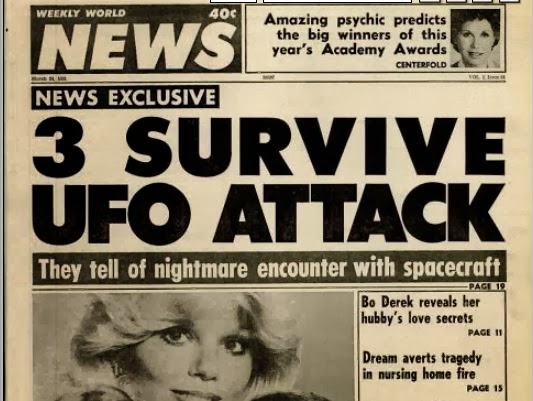 WEEKLY WORLD
40¢
NEWS
Amazing psychic predicts
the big winners of this
year's Academy Awards
CENTERFOLD
NEWS EXCLUSIVE
3 SURVIVE
UFO ATTACK
They tell of nightmare encounter with spacecraft
PAGE 19
Bo Derek reveals her
hubby's love secrets
PAGE 11
Dream averts tragedy
in nursing home fire
PAGE 15